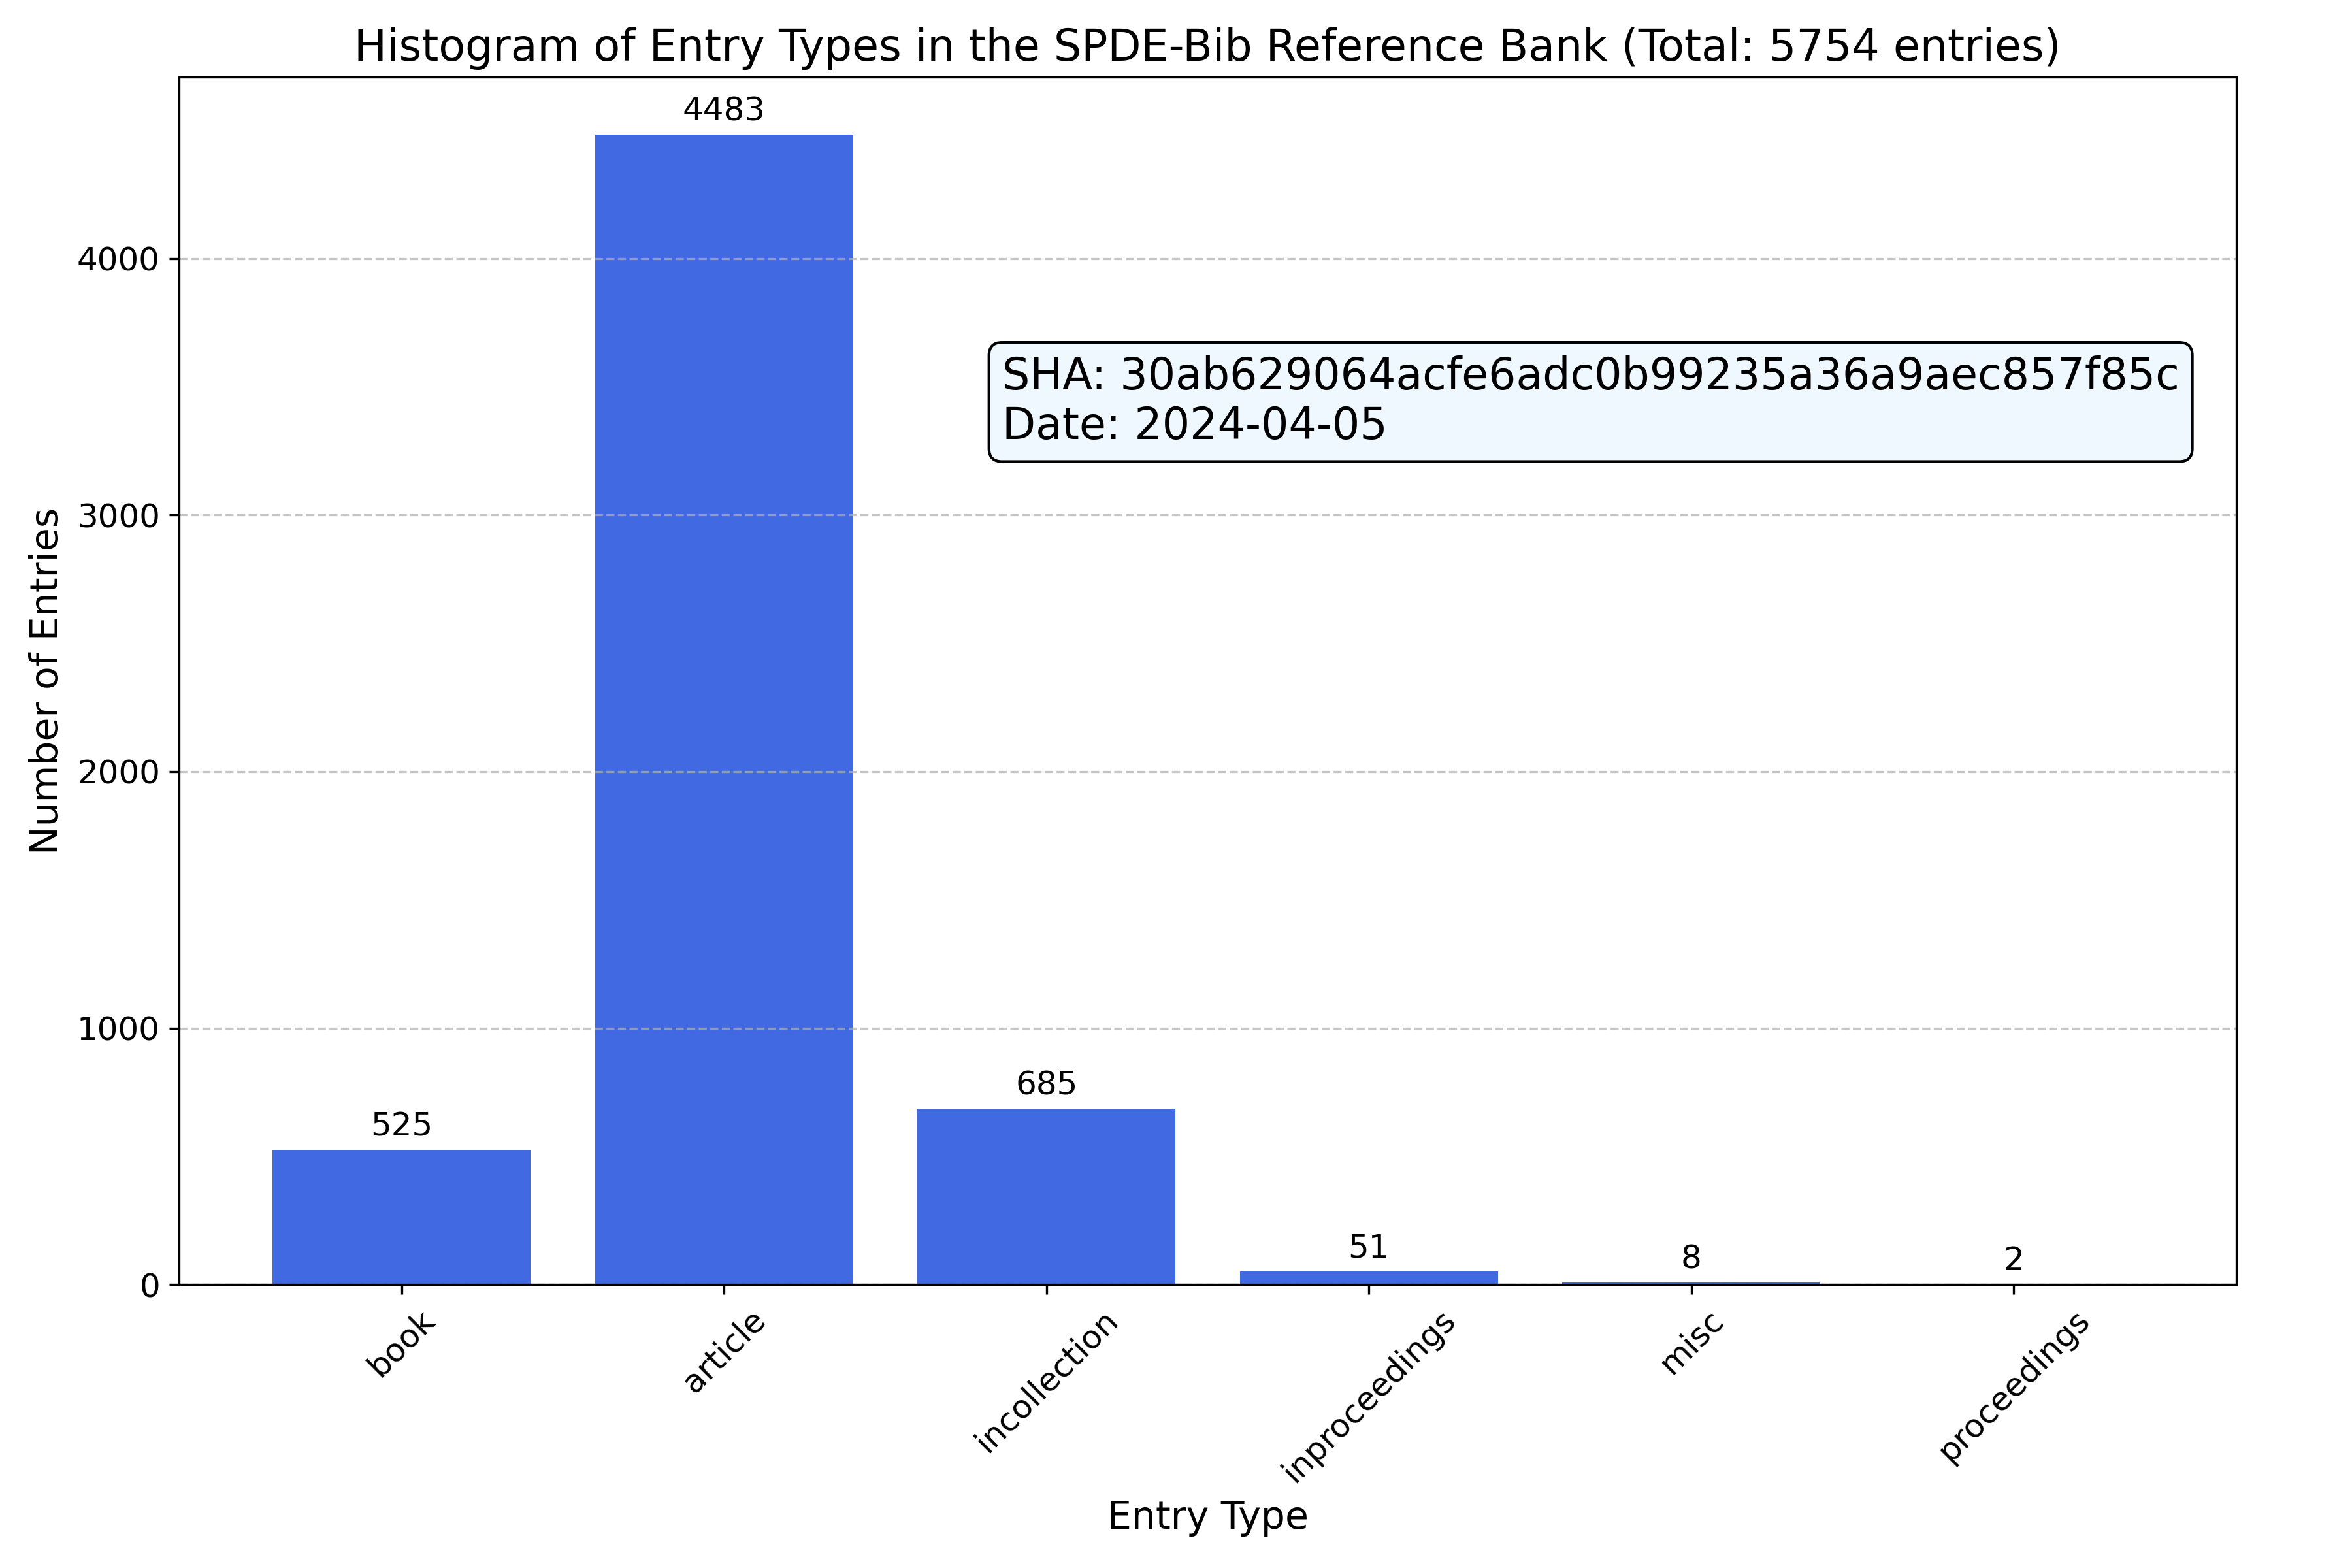 Histogram of Entry Types in the SPDE-Bib Reference Bank (Total: 5754 entries)
4483
4000
SHA: 30ab629064acfe6adc0b99235a36a9aec857f85c
Date: 2024-04-05
3000
Number of Entries
2000
1000
685
525
51
8
2
0
book
article
incollection
inproceedings
misc
proceedings
Entry Type